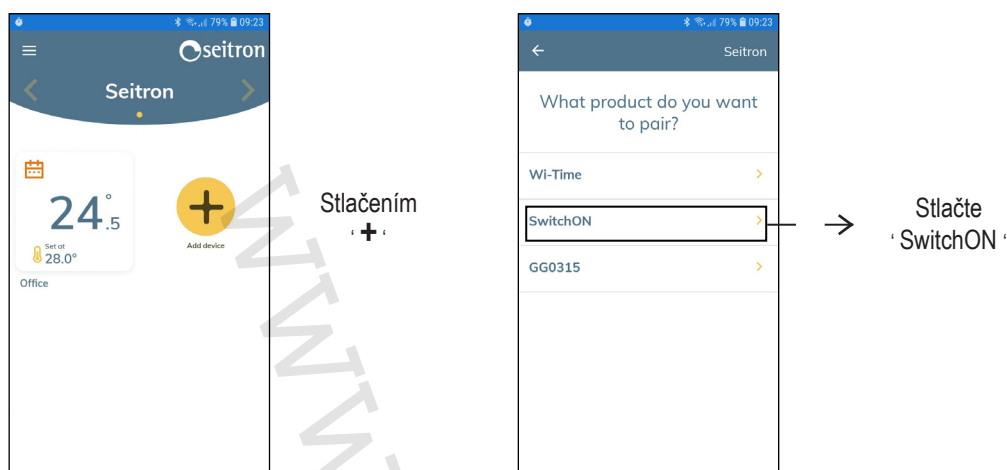 79% 09:23
seitron
Seitron
24°.5
Set at
28.0°
Office
Add device
Stlačením
‘ + ‘
79% 09:23
Seitron
What product do you want
to pair?
Wi-Time
SwitchON
GG0315
Stlačte
‘ SwitchON ‘
www